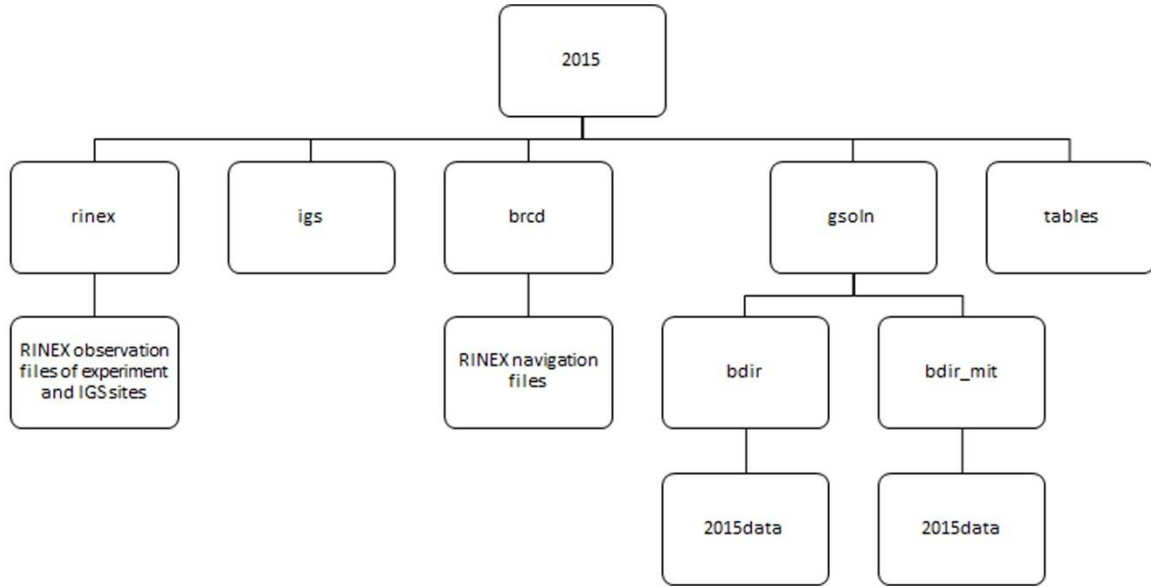 2015
rinex
igs
brcd
gsoln
tables
RINEX observation
files of experiment
and IGS sites
RINEX navigation
files
bdir
bdir_mit
2015data
2015data